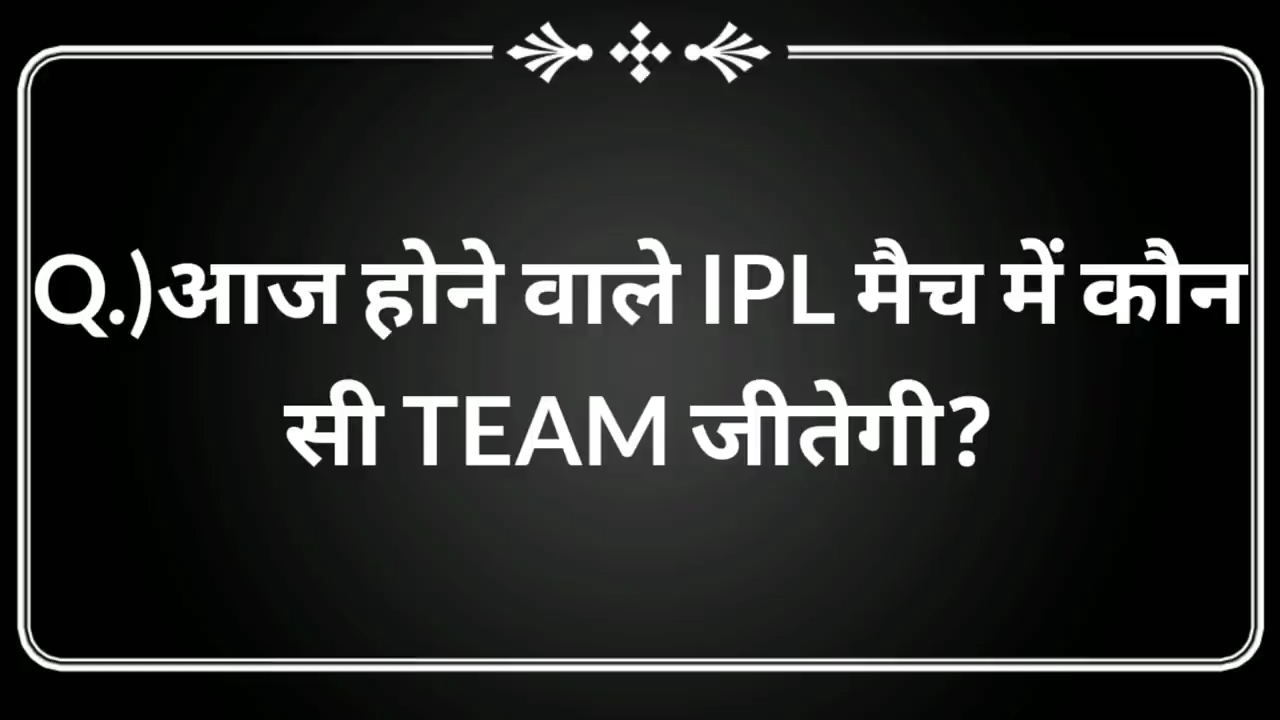 Q.)आज होने वाले IPL मैच में कौन
सी TEAM जीतेगी?